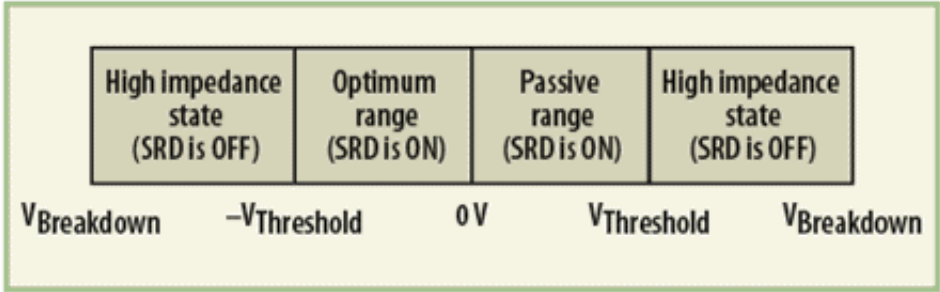 High impedance
state
(SRD is OFF)
Optimum
range
(SRD is ON)
Passive
range
(SRD is ON)
High impedance
state
(SRD is OFF)
VBreakdown
–VThreshold
0 V
VThreshold
VBreakdown